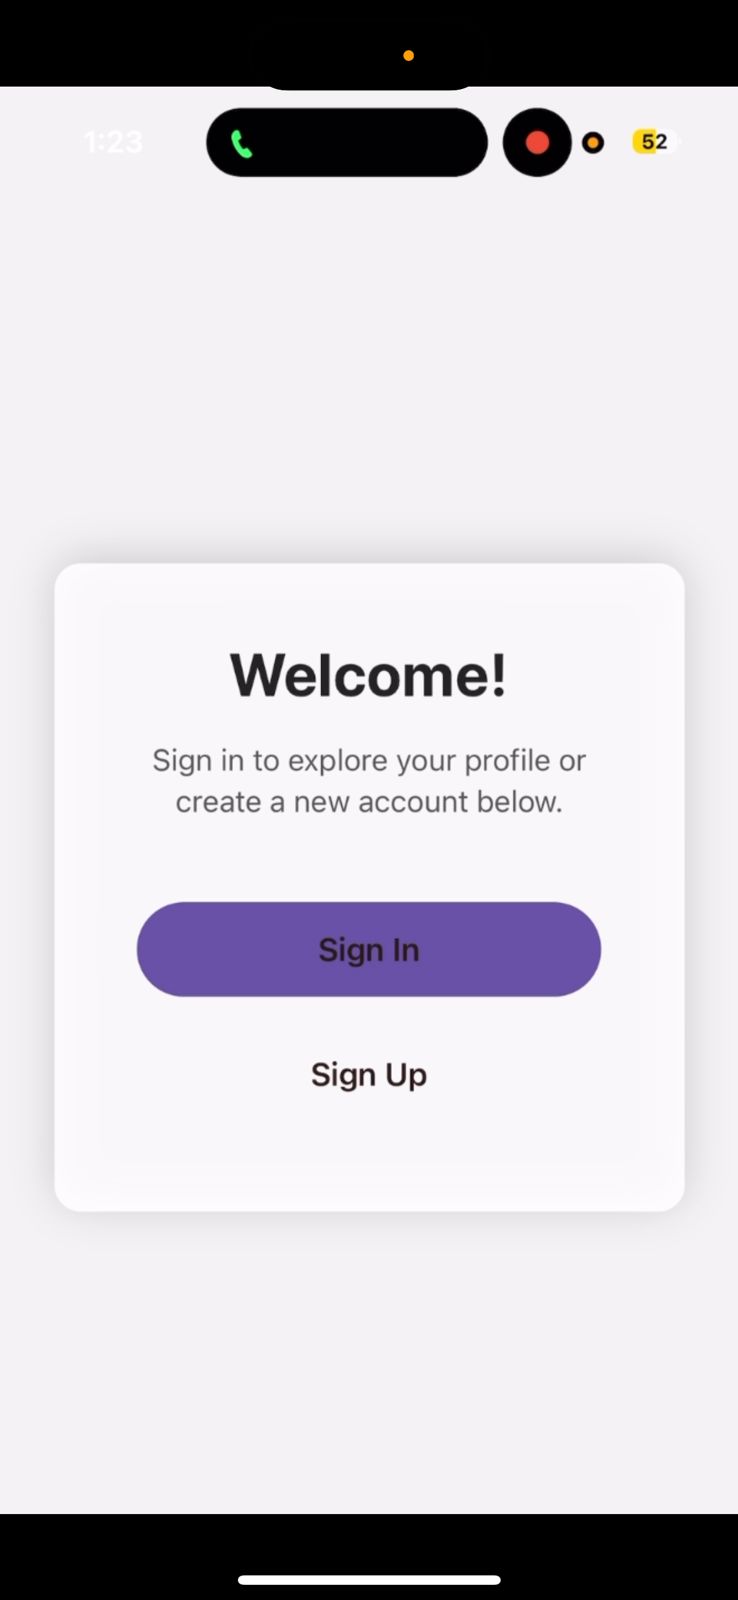 1:23
52
Welcome!
Sign in to explore your profile or
create a new account below.
Sign In
Sign Up